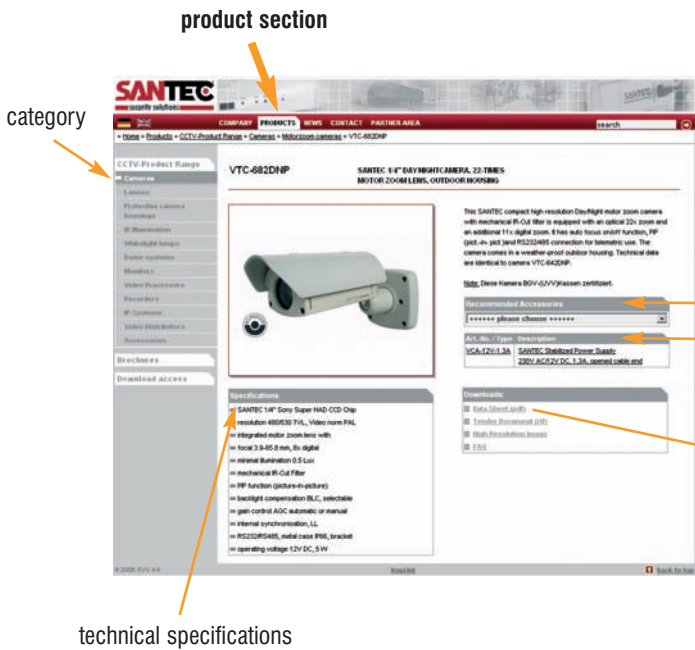 product section
category
SANTEC
security solutions
SANTEC
COMPANY PRODUCTS NEWS CONTACT PARTNER AREA
search
» Home » Products » CCTV-Product Range » Cameras » Motorzoom cameras » VTC-682DNP
CCTV-Product Range
Cameras
Lenses
Protective camera
housings
IR Illumination
Whitelight lamps
Dome systems
Monitors
Video Processors
Recorders
IP-Systems
Video Distributors
Accessories
Brochures
Download access
VTC-682DNP
SANTEC 1/4" DAY/NIGHTCAMERA, 22-TIMES
MOTOR ZOOM LENS, OUTDOOR HOUSING
This SANTEC compact high resolution Day/Night motor zoom camera
with mechanical IR-Cut filter is equipped with an optical 22x zoom and
an additional 11x digital zoom. It has auto focus on/off function, PIP
(pict.-in- pict.)and RS232/485 connection for telemetric use. The
camera comes in a weather-proof outdoor housing. Technical data
are identical to camera VTC-642DNP.
Note: Diese Kamera BGV-(UVV)Kassen zertifiziert.
Recommended Accessories
++++++ please choose ++++++
Art.-No. / Type Description
VCA-12V-1.3A SANTEC Stabilized Power Supply
230V AC/12V DC, 1.3A, opened cable end
Specifications
SANTEC 1/4" Sony Super HAD CCD Chip
resolution 480/530 TVL, Video norm PAL
integrated motor zoom lens with
focal 3.9-85.8 mm, 8x digital
minimal illumination 0.5 Lux
mechanical IR-Cut Filter
PIP function (picture-in-picture)
backlight compensation BLC, selectable
gain control AGC automatic or manual
internal synchronisation, LL
RS232/RS485, metal case IP66, bracket
operating voltage 12V DC, 5 W
Downloads:
Data Sheet (pdf)
Tender Document (rtf)
High Resolution Image
FAQ
© 2006 SVV AG
Imprint
back to top
technical specifications